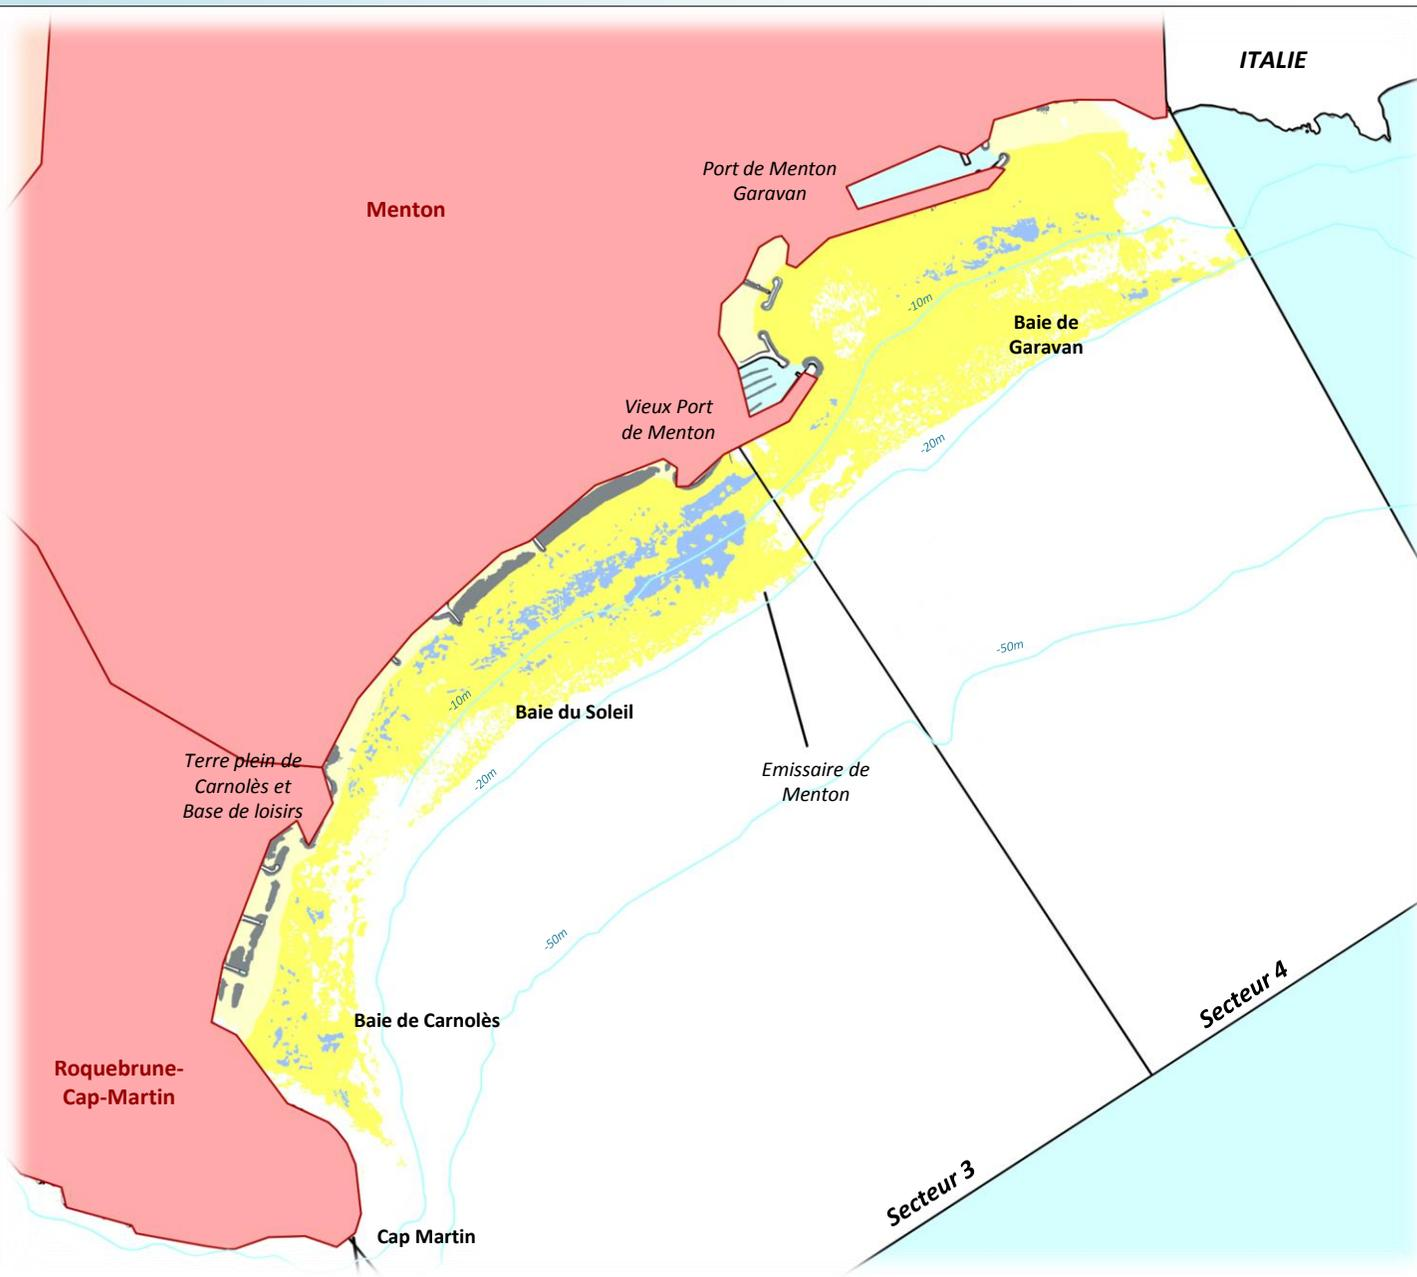 ITALIE
Port de Menton
Garavan
Menton
-10m
Baie de
Garavan
Vieux Port
de Menton
-20m
-50m
-10m
Baie du Soleil
Terre plein de
Carnolès et
Base de loisirs
-20m
Emissaire de
Menton
-50m
Secteur 4
Baie de Carnolès
Roquebrune-
Cap-Martin
Secteur 3
Cap Martin